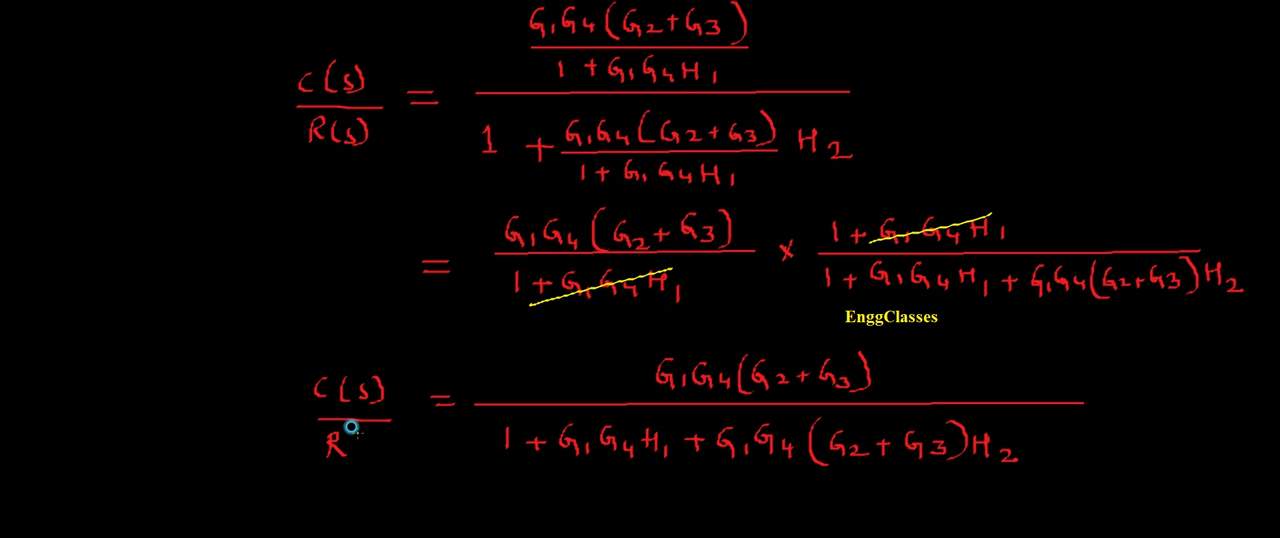 G1G4(G2+G3)
1 + G1G4H1
C(s) =
R(s)
1 + G1G4(G2+G3) H2
1 + G1G4H1
= G1G4(G2+G3) × 1 + G1G4H1
1 + G1G4H1 1 + G1G4H1 + G1G4(G2+G3)H2
EnggClasses
C(s) = G1G4(G2+G3)
R 1 + G1G4H1 + G1G4(G2+G3)H2